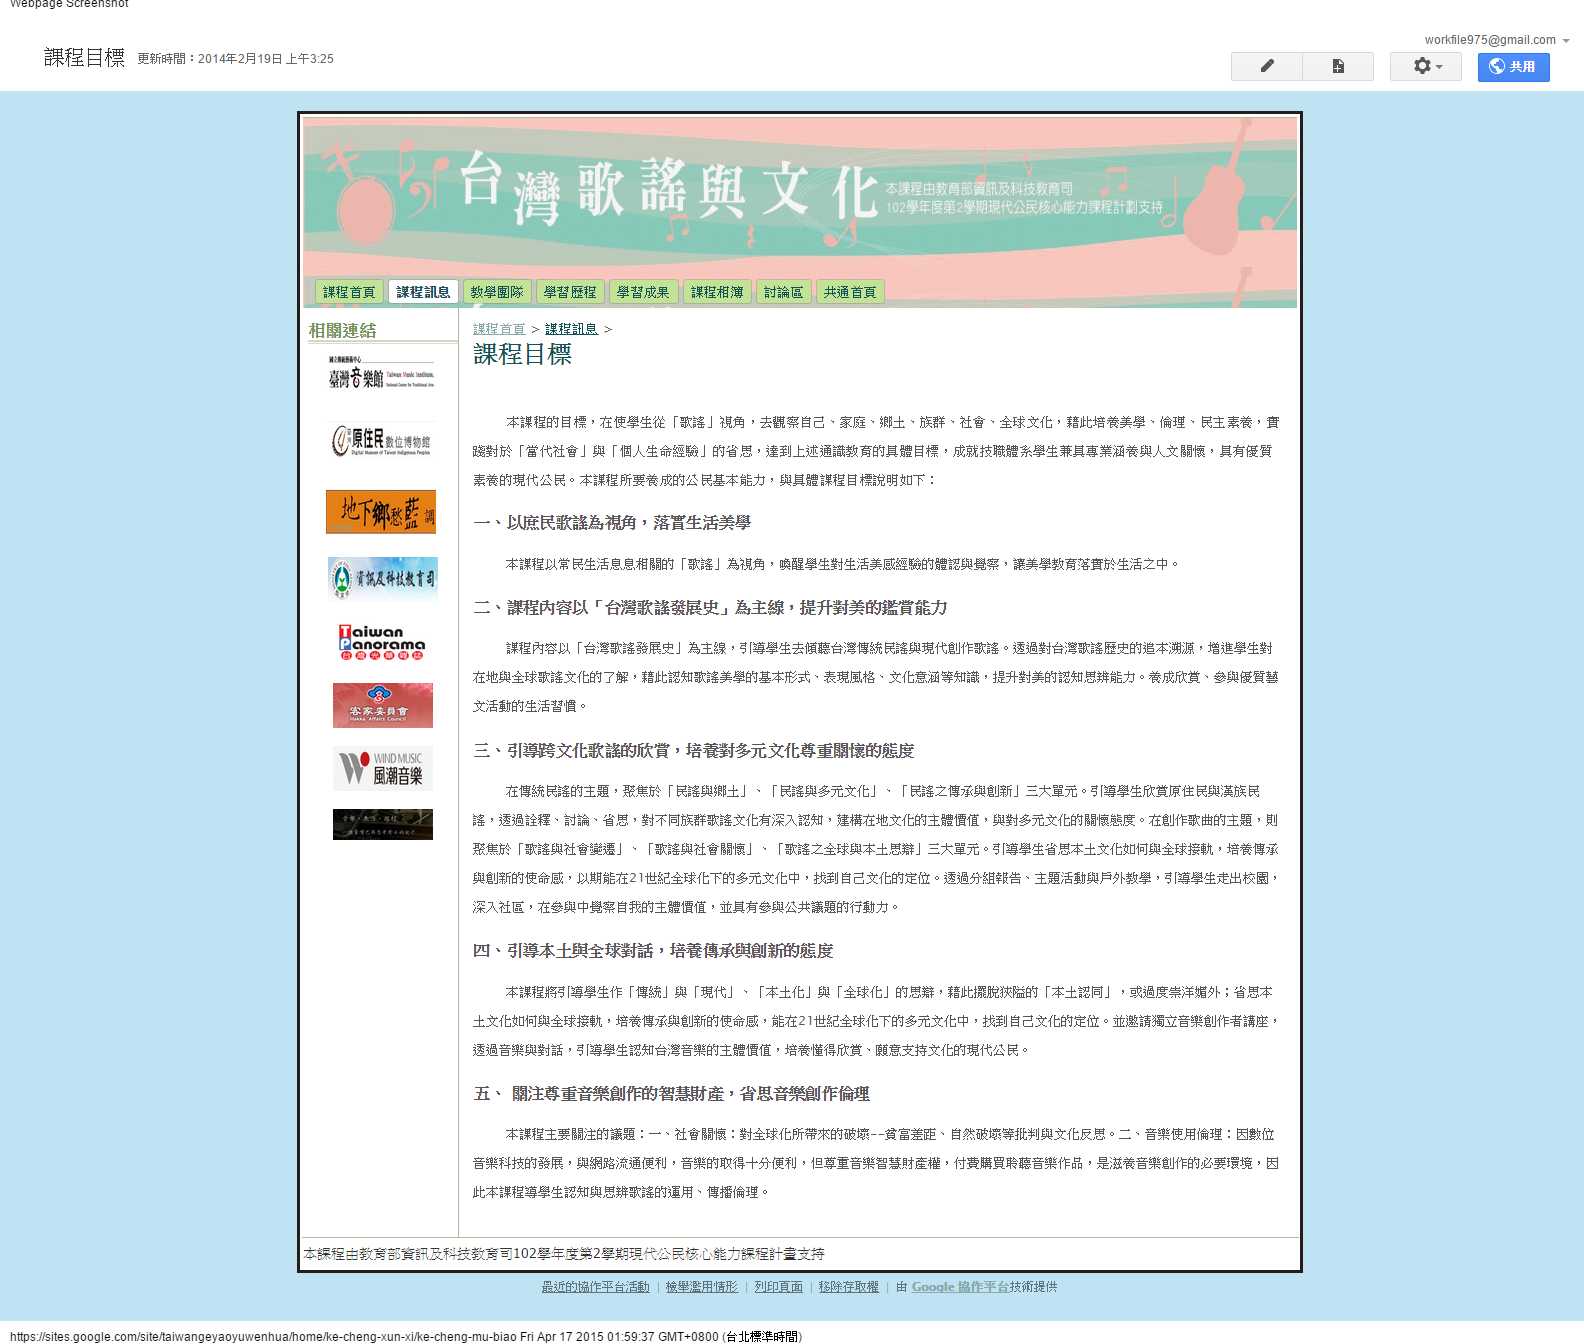 Webpage Screenshot
workfile975@gmail.com
課程目標 更新時間：2014年2月19日 上午3:25
共用
台灣歌謠與文化
本課程由教育部資訊及科技教育司
102學年度第2學期現代公民核心能力課程計劃支持
課程首頁 課程訊息 教學團隊 學習歷程 學習成果 課程相簿 討論區 共通首頁
相關連結
國立傳統藝術中心
臺灣音樂館 Taiwan Music Institute,
National Center for Traditional Arts
臺灣原住民數位博物館
Digital Museum of Taiwan Indigenous Peoples
地下鄉愁藍調
資訊及科技教育司
Taiwan
Panorama
台灣光華雜誌
客家委員會
Hakka Affairs Council
WIND MUSIC
風潮音樂
音樂·生活·旅程
課程首頁 > 課程訊息 >
課程目標
本課程的目標，在使學生從「歌謠」視角，去觀察自己、家庭、鄉土、族群、社會、全球文化，藉此培養美學、倫理、民主素養，實
踐對於「當代社會」與「個人生命經驗」的省思，達到上述通識教育的具體目標，成就技職體系學生兼具專業涵養與人文關懷，具有優質
素養的現代公民。本課程所要養成的公民基本能力，與具體課程目標說明如下：
一、以庶民歌謠為視角，落實生活美學
本課程以常民生活息息相關的「歌謠」為視角，喚醒學生對生活美感經驗的體認與覺察，讓美學教育落實於生活之中。
二、課程內容以「台灣歌謠發展史」為主線，提升對美的鑑賞能力
課程內容以「台灣歌謠發展史」為主線，引導學生去傾聽台灣傳統民謠與現代創作歌謠。透過對台灣歌謠歷史的追本溯源，增進學生對
在地與全球歌謠文化的了解，藉此認知歌謠美學的基本形式、表現風格、文化意涵等知識，提升對美的認知思辨能力。養成欣賞、參與優質藝
文活動的生活習慣。
三、引導跨文化歌謠的欣賞，培養對多元文化尊重關懷的態度
在傳統民謠的主題，聚焦於「民謠與鄉土」、「民謠與多元文化」、「民謠之傳承與創新」三大單元。引導學生欣賞原住民與漢族民
謠，透過詮釋、討論、省思，對不同族群歌謠文化有深入認知，建構在地文化的主體價值，與對多元文化的關懷態度。在創作歌曲的主題，則
聚焦於「歌謠與社會變遷」、「歌謠與社會關懷」、「歌謠之全球與本土思辯」三大單元。引導學生省思本土文化如何與全球接軌，培養傳承
與創新的使命感，以期能在21世紀全球化下的多元文化中，找到自己文化的定位。透過分組報告、主題活動與戶外教學，引導學生走出校園，
深入社區，在參與中覺察自我的主體價值，並具有參與公共議題的行動力。
四、引導本土與全球對話，培養傳承與創新的態度
本課程將引導學生作「傳統」與「現代」、「本土化」與「全球化」的思辯，藉此擺脫狹隘的「本土認同」，或過度崇洋媚外；省思本
土文化如何與全球接軌，培養傳承與創新的使命感，能在21世紀全球化下的多元文化中，找到自己文化的定位。並邀請獨立音樂創作者講座，
透過音樂與對話，引導學生認知台灣音樂的主體價值，培養懂得欣賞、願意支持文化的現代公民。
五、 關注尊重音樂創作的智慧財產，省思音樂創作倫理
本課程主要關注的議題：一、社會關懷：對全球化所帶來的破壞--貧富差距、自然破壞等批判與文化反思。二、音樂使用倫理：因數位
音樂科技的發展，與網路流通便利，音樂的取得十分便利，但尊重音樂智慧財產權，付費購買聆聽音樂作品，是滋養音樂創作的必要環境，因
此本課程導學生認知與思辨歌謠的運用、傳播倫理。
本課程由教育部資訊及科技教育司102學年度第2學期現代公民核心能力課程計畫支持
最近的協作平台活動 | 檢舉濫用情形 | 列印頁面 | 移除存取權 | 由 Google 協作平台技術提供
https://sites.google.com/site/taiwangeyaoyuwenhua/home/ke-cheng-xun-xi/ke-cheng-mu-biao Fri Apr 17 2015 01:59:37 GMT+0800 (台北標準時間)